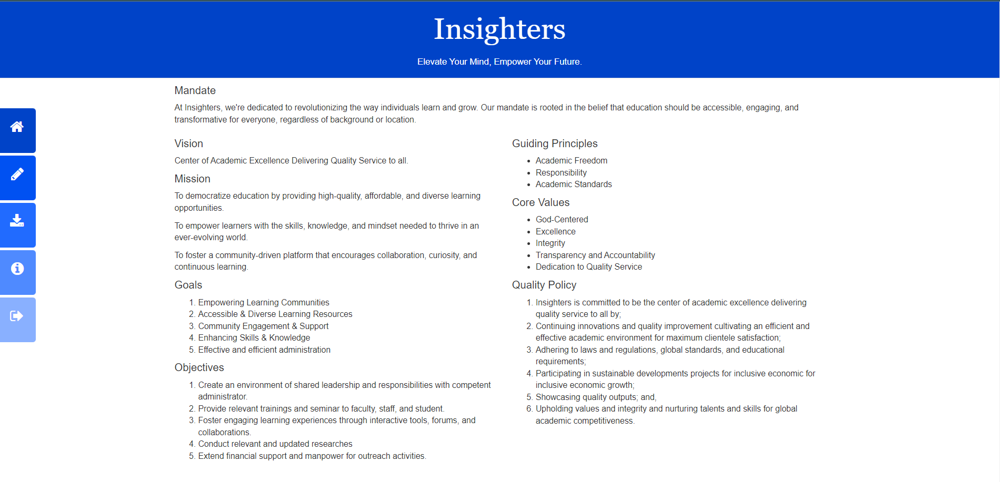 Insighters
Elevate Your Mind, Empower Your Future.
Mandate
At Insighters, we're dedicated to revolutionizing the way individuals learn and grow. Our mandate is rooted in the belief that education should be accessible, engaging, and
transformative for everyone, regardless of background or location.
Vision
Center of Academic Excellence Delivering Quality Service to all.
Mission
To democratize education by providing high-quality, affordable, and diverse learning
opportunities.
To empower learners with the skills, knowledge, and mindset needed to thrive in an
ever-evolving world.
To foster a community-driven platform that encourages collaboration, curiosity, and
continuous learning.
Goals
1. Empowering Learning Communities
2. Accessible & Diverse Learning Resources
3. Community Engagement & Support
4. Enhancing Skills & Knowledge
5. Effective and efficient administration
Objectives
1. Create an environment of shared leadership and responsibilities with competent
administrator.
2. Provide relevant trainings and seminar to faculty, staff, and student.
3. Foster engaging learning experiences through interactive tools, forums, and
collaborations.
4. Conduct relevant and updated researches
5. Extend financial support and manpower for outreach activities.
Guiding Principles
• Academic Freedom
• Responsibility
• Academic Standards
Core Values
• God-Centered
• Excellence
• Integrity
• Transparency and Accountability
• Dedication to Quality Service
Quality Policy
1. Insighters is committed to be the center of academic excellence delivering
quality service to all by;
2. Continuing innovations and quality improvement cultivating an efficient and
effective academic environment for maximum clientele satisfaction;
3. Adhering to laws and regulations, global standards, and educational
requirements;
4. Participating in sustainable developments projects for inclusive economic for
inclusive economic growth;
5. Showcasing quality outputs; and,
6. Upholding values and integrity and nurturing talents and skills for global
academic competitiveness.